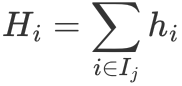 $H_i = \sum_{i \in I_j} h_i$